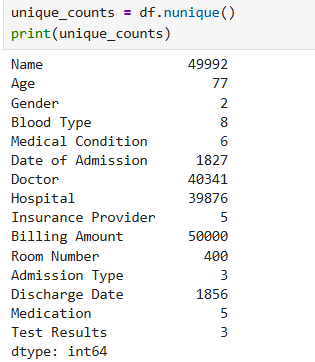 unique_counts = df.nunique()
print(unique_counts)
Name 49992
Age 77
Gender 2
Blood Type 8
Medical Condition 6
Date of Admission 1827
Doctor 40341
Hospital 39876
Insurance Provider 5
Billing Amount 50000
Room Number 400
Admission Type 3
Discharge Date 1856
Medication 5
Test Results 3
dtype: int64